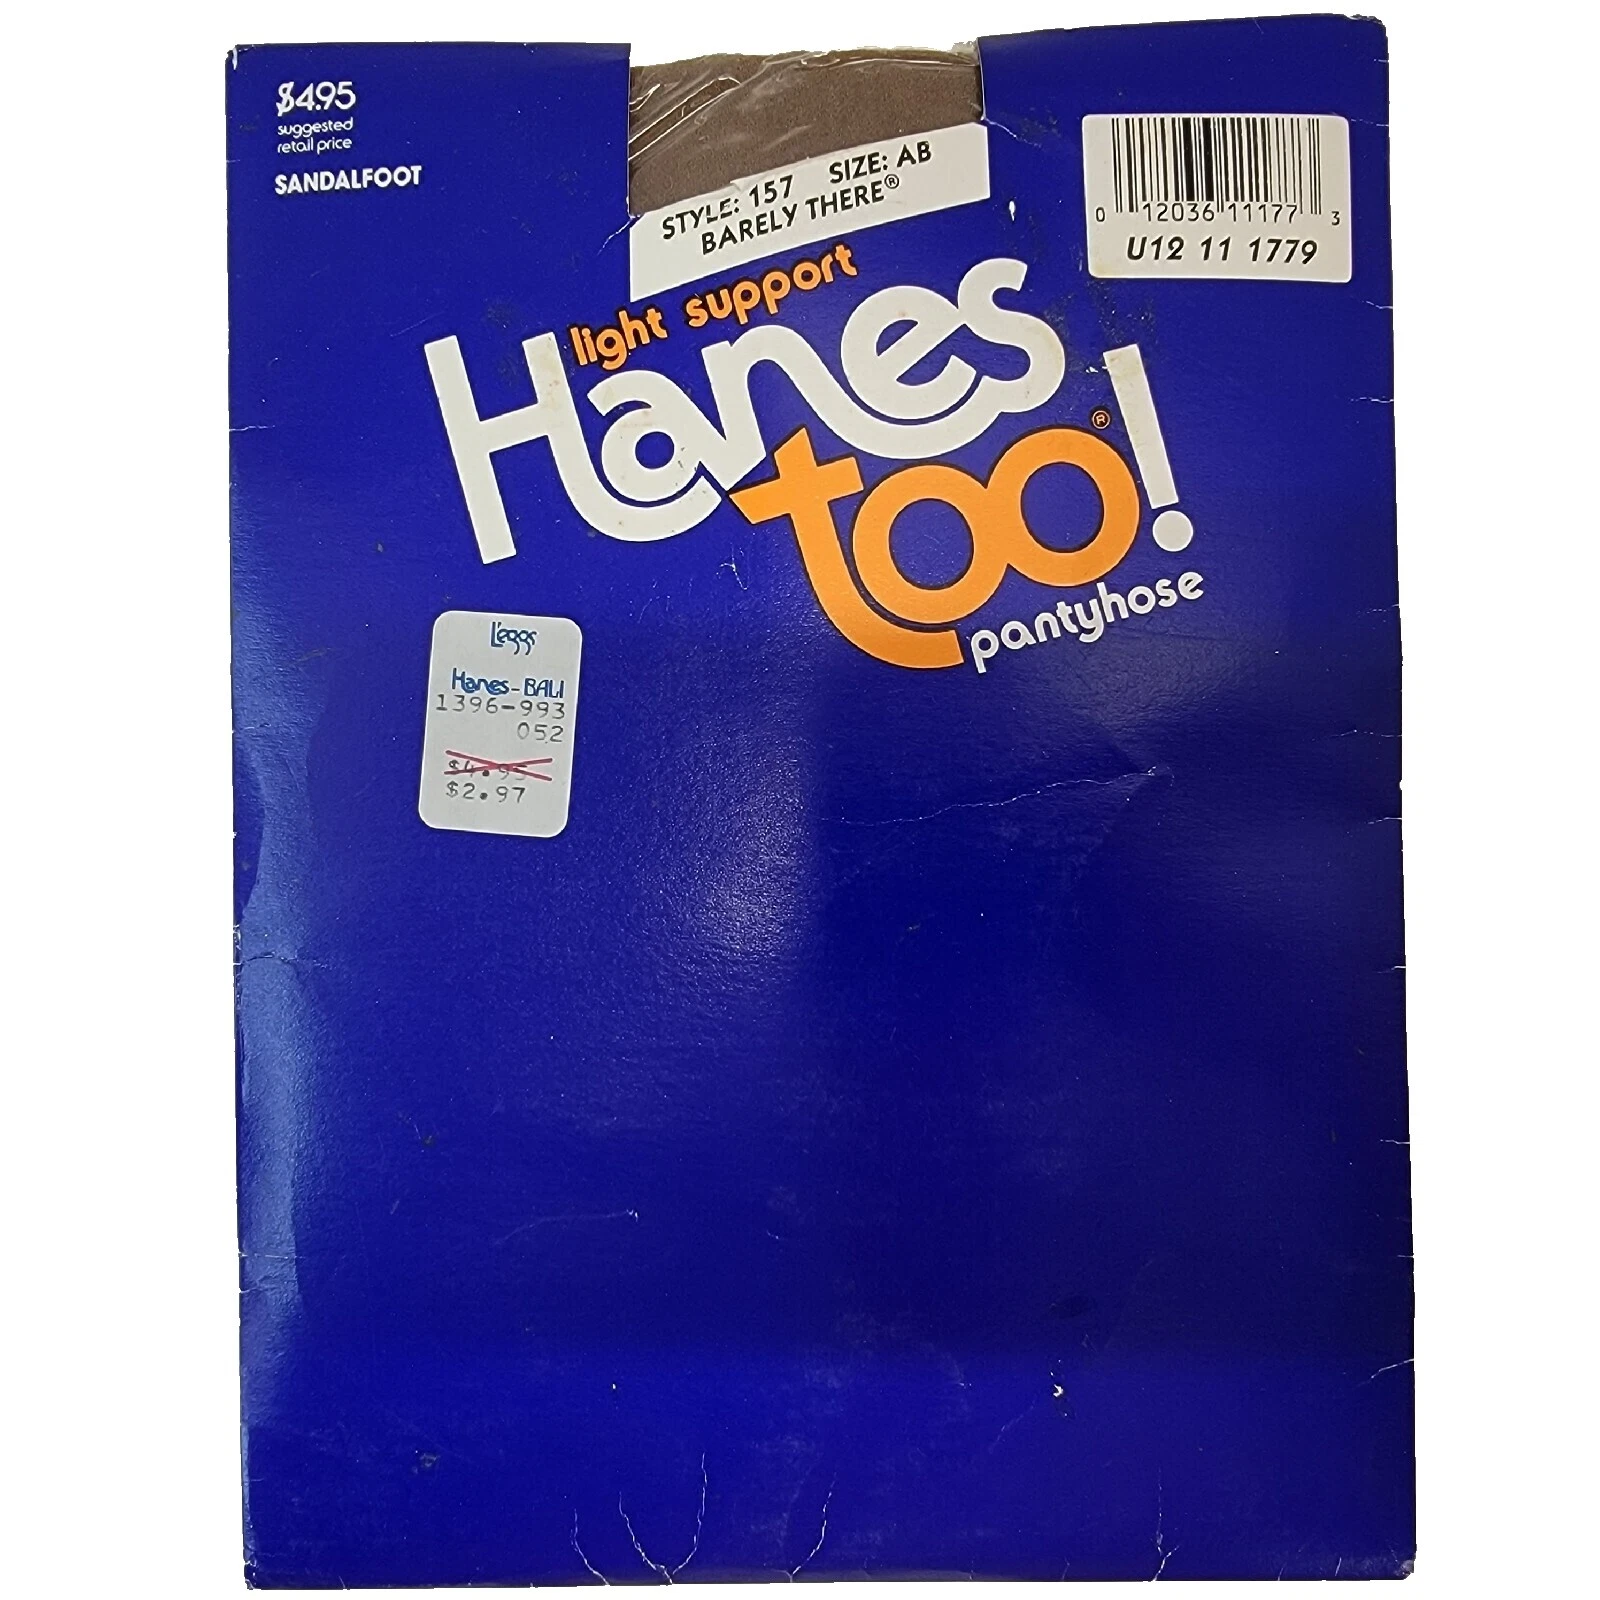 $4.95
suggested
retail price
SANDALFOOT
STYLE: 157 SIZE: AB
BARELY THERE®
0 12036 11177 3
U12 11 1779
light support
Hanes
too!®
pantyhose
L'eggs
Hanes-BALI
1396-993
052
$4.95
$2.97